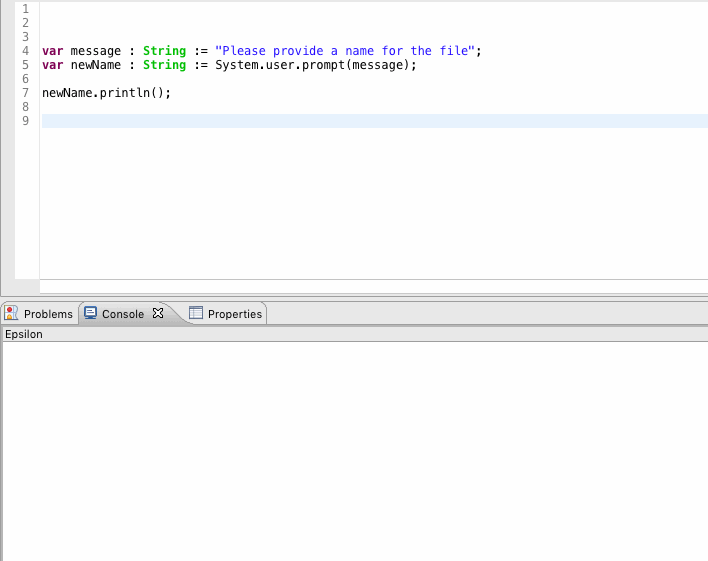 1
2
3
4 var message : String := "Please provide a name for the file";
5 var newName : String := System.user.prompt(message);
6
7 newName.println();
8
9
Problems Console Properties
Epsilon